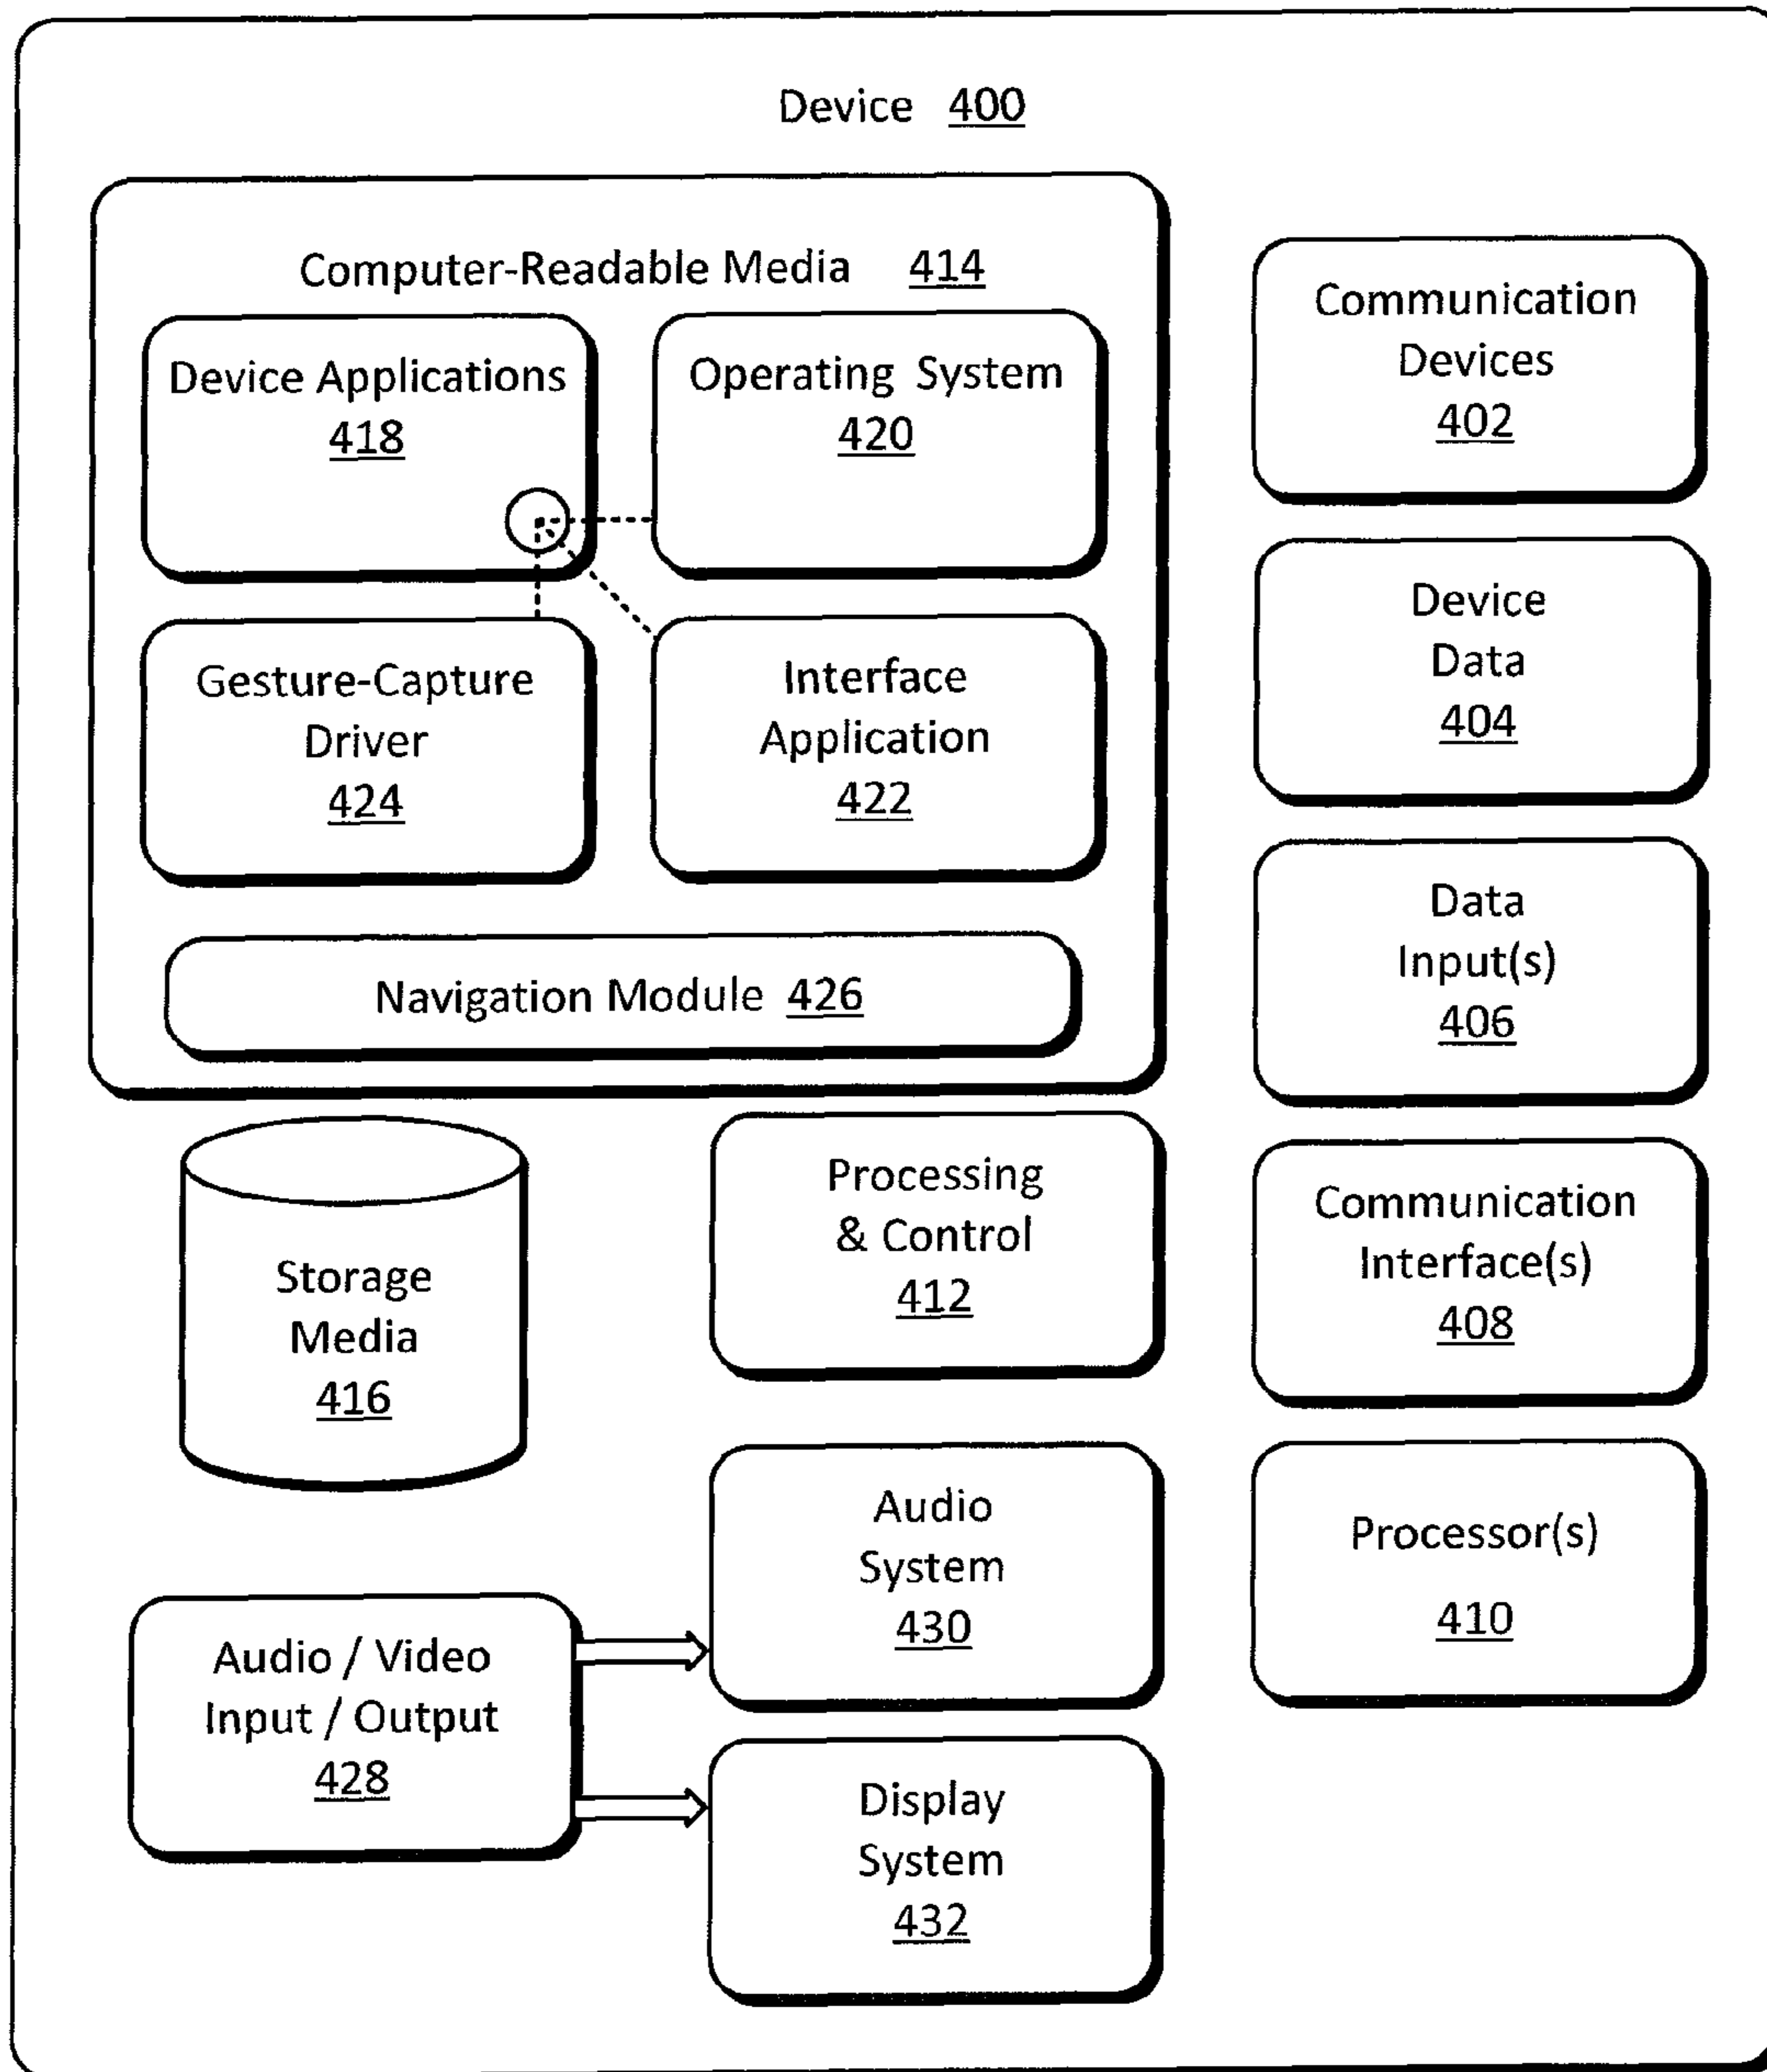 Device 400
Computer-Readable Media 414
Device Applications
418
Operating System
420
Gesture-Capture
Driver
424
Interface
Application
422
Navigation Module 426
Storage
Media
416
Processing
& Control
412
Audio / Video
Input / Output
428
Audio
System
430
Display
System
432
Communication
Devices
402
Device
Data
404
Data
Input(s)
406
Communication
Interface(s)
408
Processor(s)
410